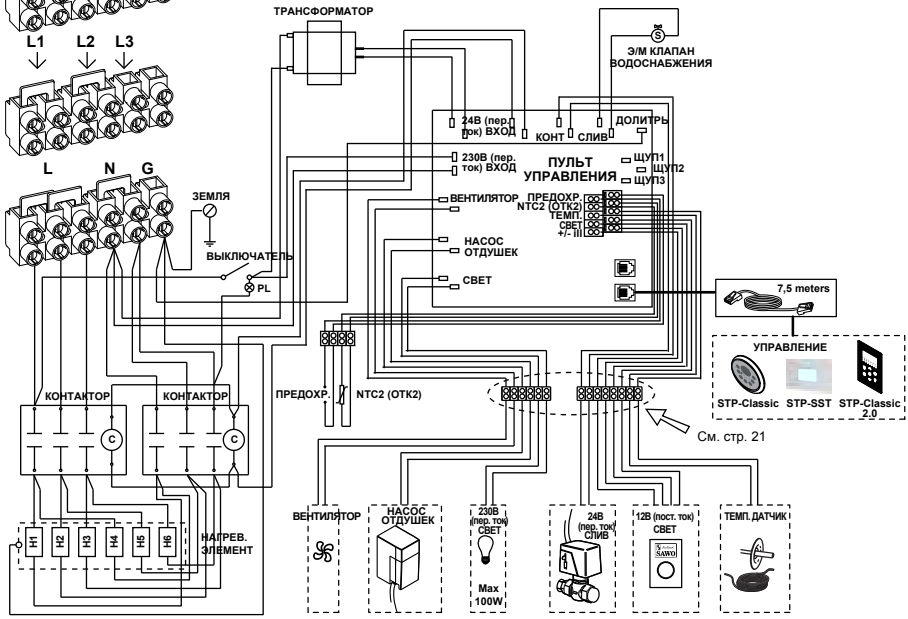 ТРАНСФОРМАТОР
L1 L2 L3
Э/М КЛАПАН
ВОДОСНАБЖЕНИЯ
24В (пер.
ток) ВХОД
КОНТ СЛИВ
ДОЛИТРЬ
230В (пер.
ток) ВХОД
ПУЛЬТ
УПРАВЛЕНИЯ
ЩУП1
ЩУП2
ЩУП3
L N G
ЗЕМЛЯ
ВЕНТИЛЯТОР
ПРЕДОХР.
NTC2 (ОТК2)
ТЕМП.
СВЕТ
+/- III
НАСОС
ОТДУШЕК
ВЫКЛЮЧАТЕЛЬ
PL
СВЕТ
7,5 meters
УПРАВЛЕНИЕ
STP-Classic STP-SST STP-Classic
2.0
ПРЕДОХР. NTC2 (ОТК2)
КОНТАКТОР КОНТАКТОР
C C
См. стр. 21
H1 H2 H3 H4 H5 H6
НАГРЕВ.
ЭЛЕМЕНТ
ВЕНТИЛЯТОР
НАСОС
ОТДУШЕК
230В
(пер. ток)
СВЕТ
Max
100W
24В
(пер. ток)
СЛИВ
12В (пост. ток)
СВЕТ
SAWO
ТЕМП. ДАТЧИК
S